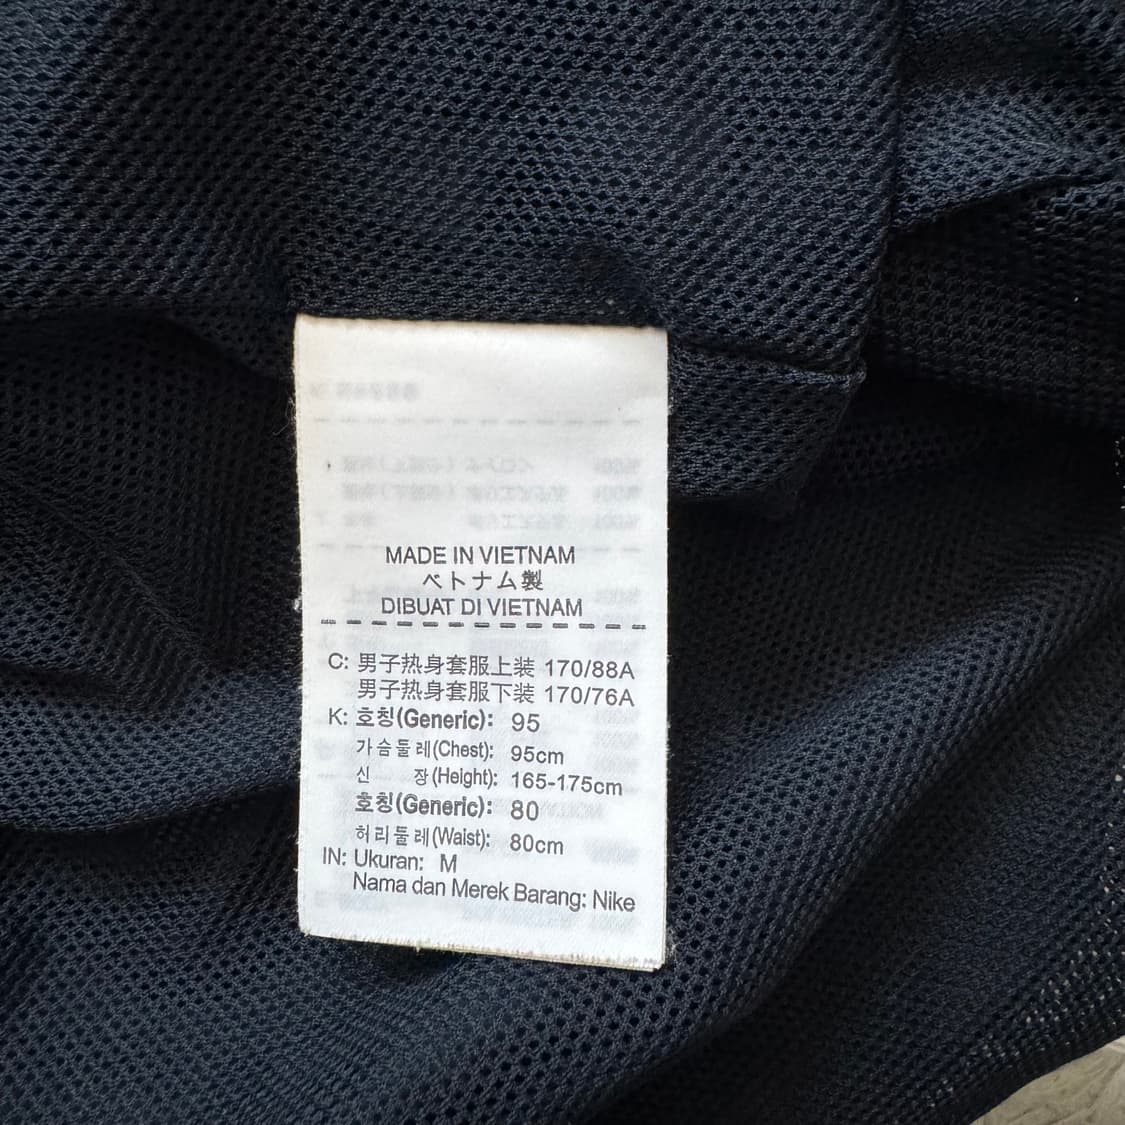 MADE IN VIETNAM
ベトナム製
DIBUAT DI VIETNAM
C: 男子热身套服上装 170/88A
男子热身套服下装 170/76A
K: 호칭(Generic): 95
가슴둘레(Chest): 95cm
신 장(Height): 165-175cm
호칭(Generic): 80
허리둘레(Waist): 80cm
IN: Ukuran: M
Nama dan Merek Barang: Nike